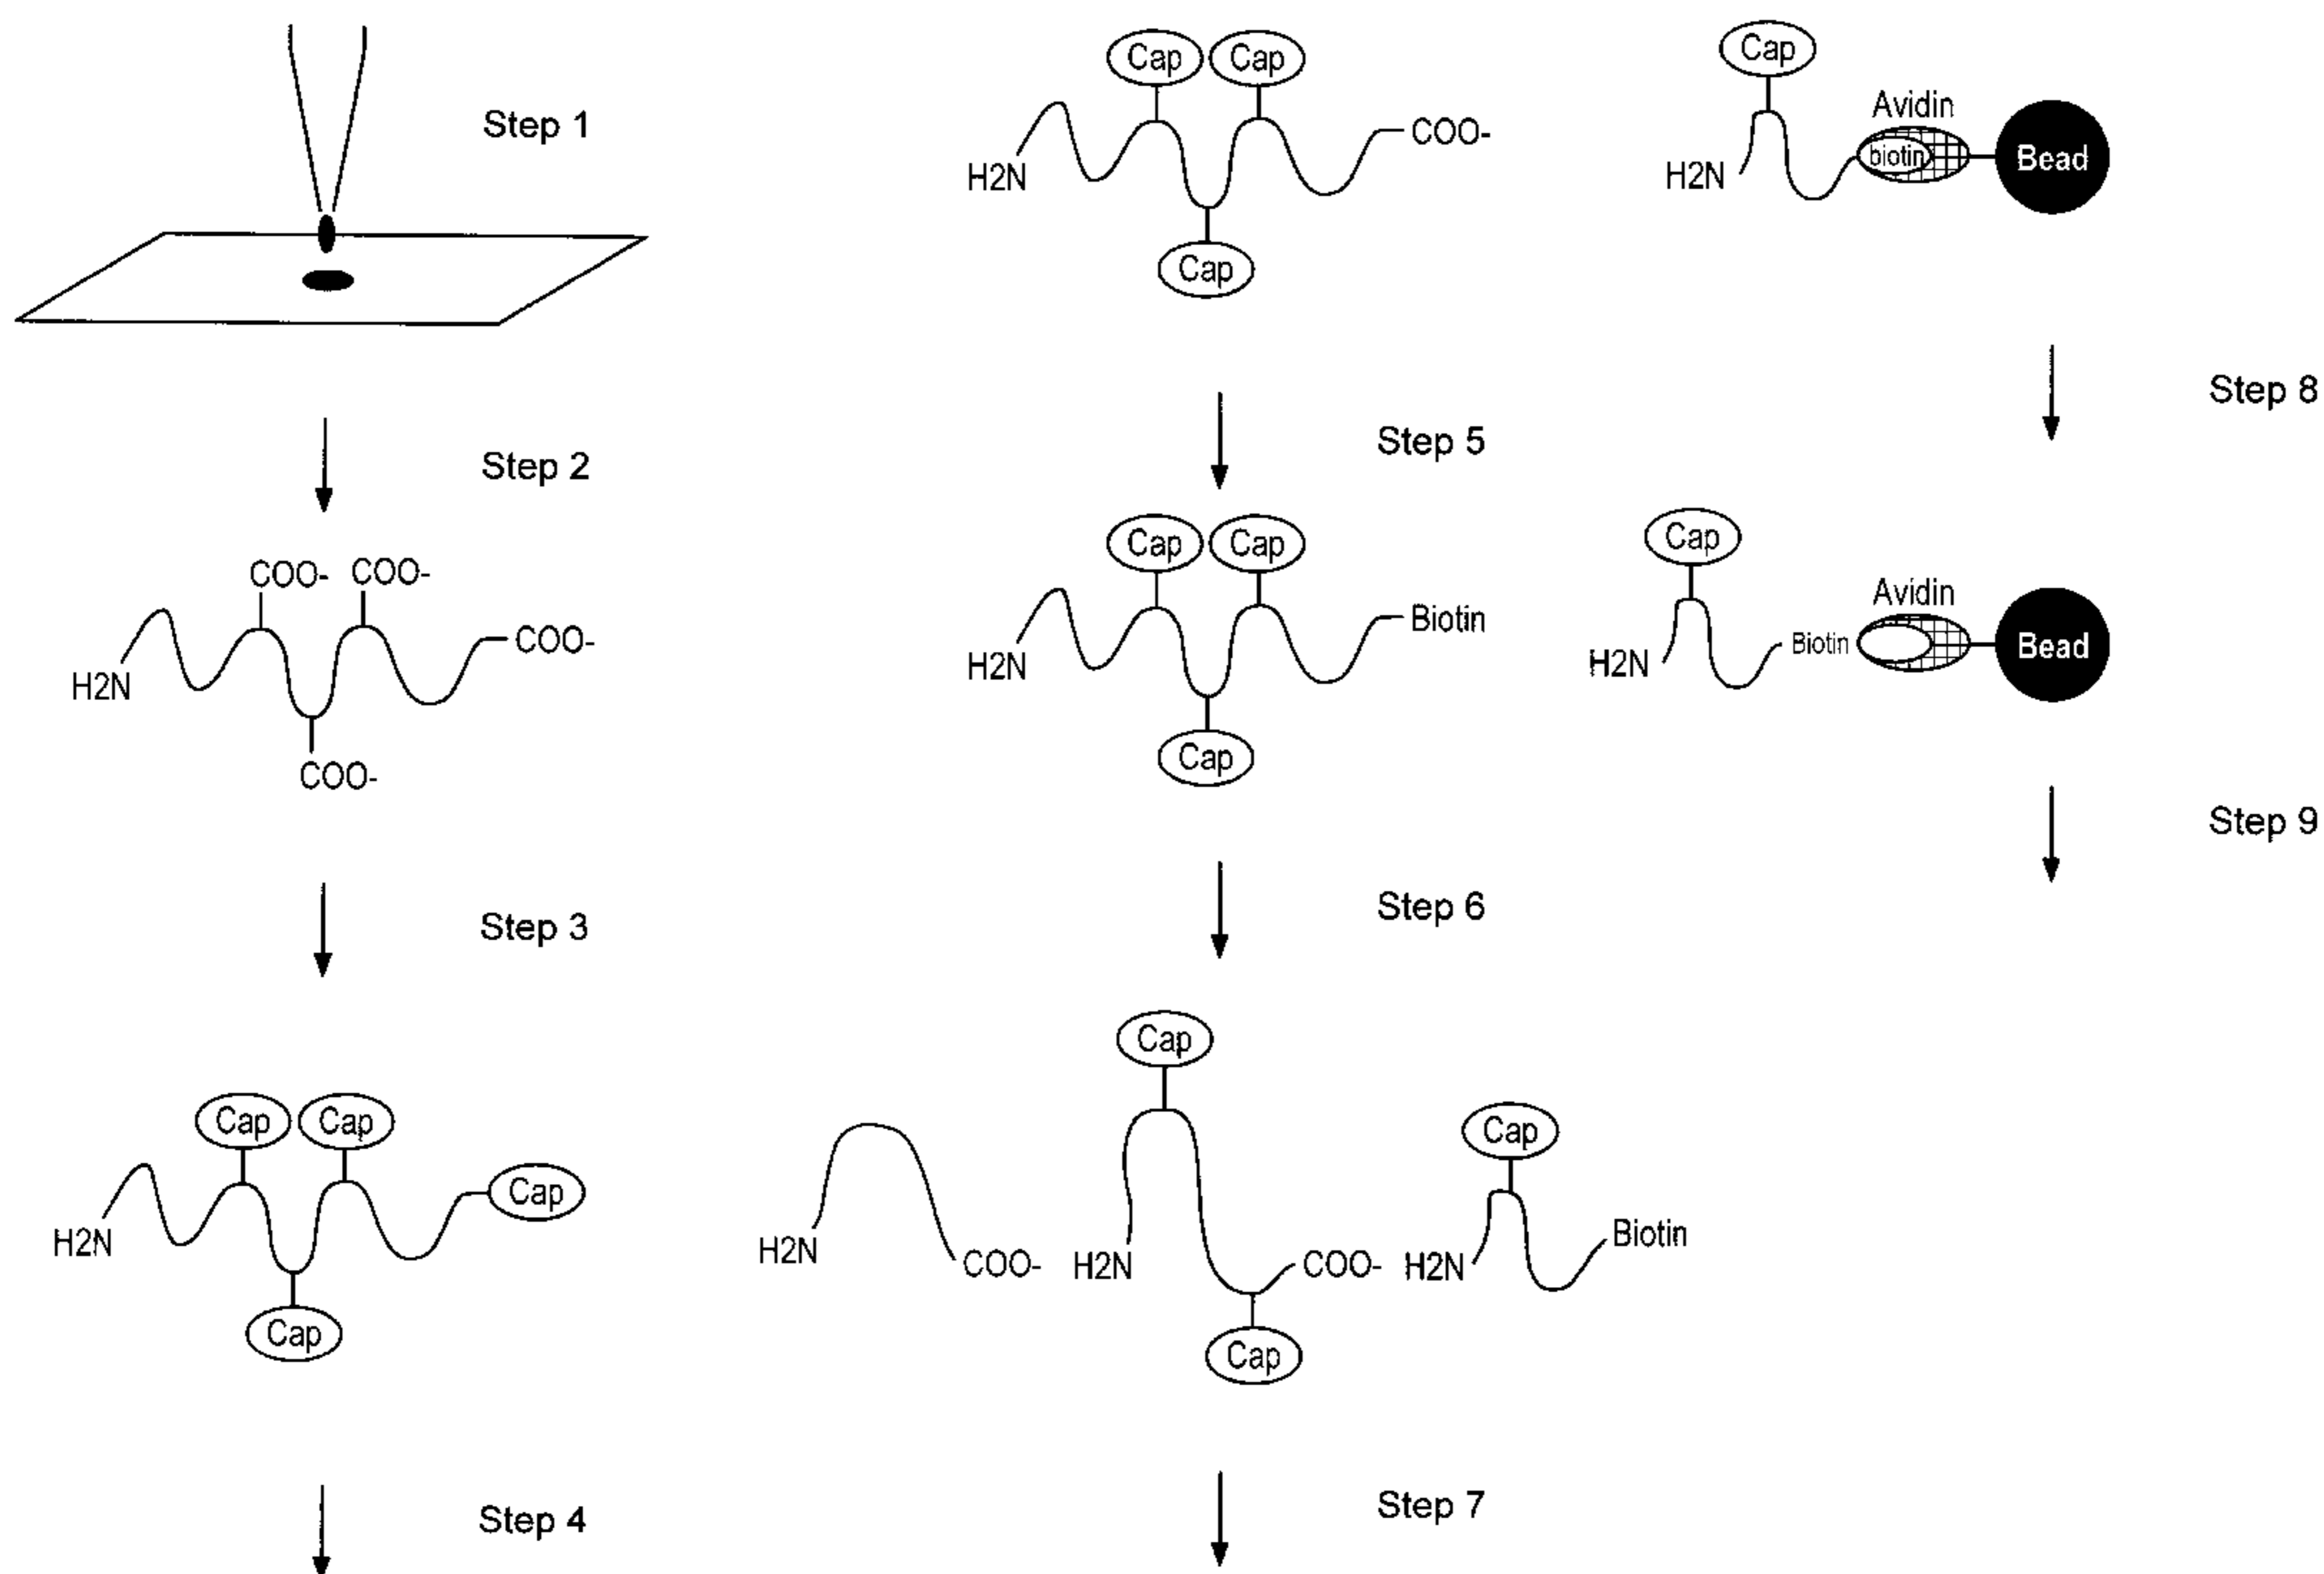 Step 1
Step 2
COO- COO-
COO-
H2N
COO-
Step 3
Cap Cap
Cap
H2N
Cap
Step 4
Cap Cap
COO-
H2N
Cap
Step 5
Cap Cap
Biotin
H2N
Cap
Step 6
Cap
Cap
Biotin
H2N COO- H2N COO- H2N
Cap
Step 7
Cap
Avidin
biotin Bead
H2N
Step 8
Cap
Avidin
H2N Biotin Bead
Step 9